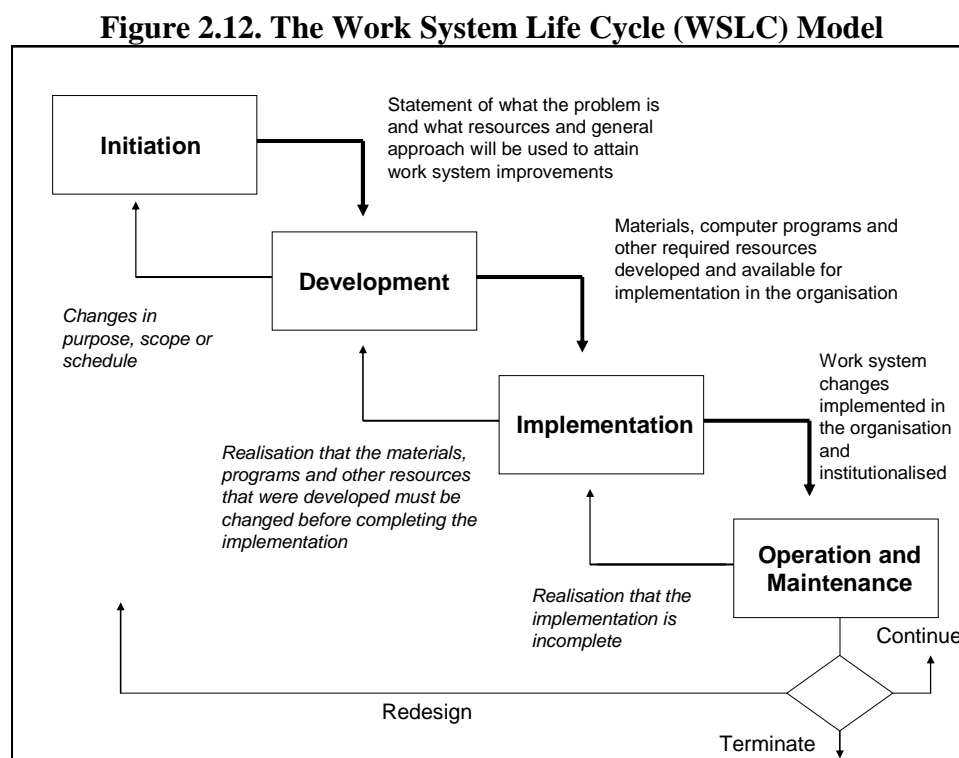 Figure 2.12. The Work System Life Cycle (WSLC) Model
Initiation
Statement of what the problem is
and what resources and general
approach will be used to attain
work system improvements
Development
Materials, computer programs and
other required resources
developed and available for
implementation in the organisation
Changes in
purpose, scope or
schedule
Implementation
Work system
changes
implemented in
the organisation
and
institutionalised
Realisation that the materials,
programs and other resources
that were developed must be
changed before completing the
implementation
Operation and
Maintenance
Realisation that the
implementation is
incomplete
Continue
Redesign
Terminate